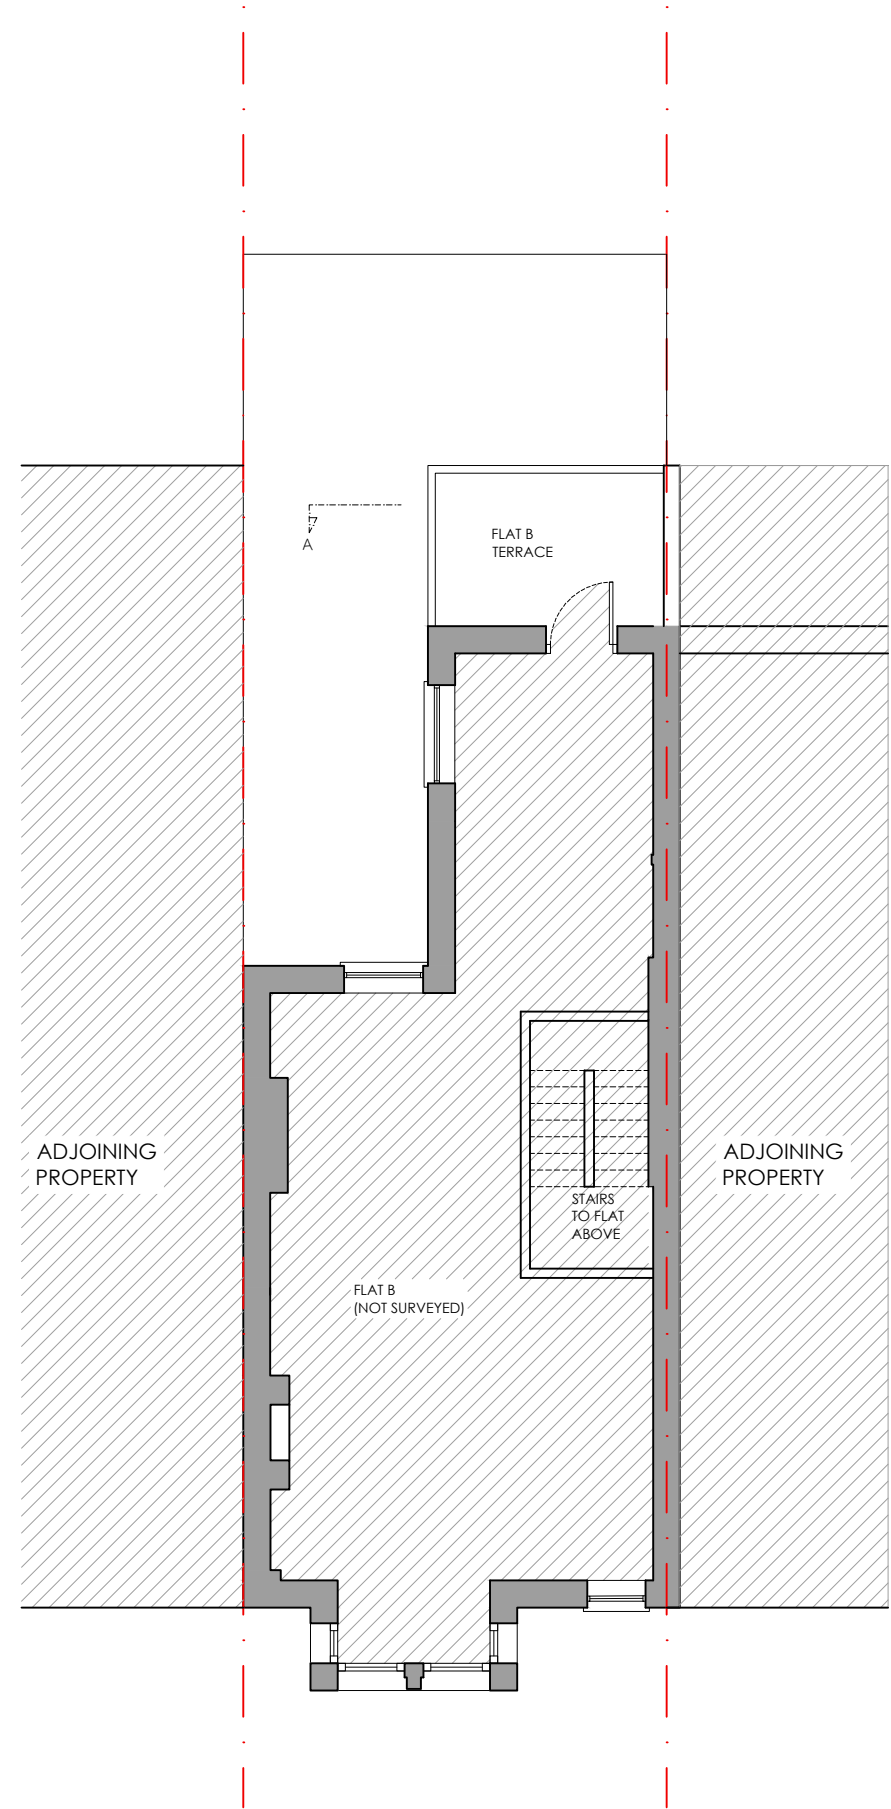 FLAT B
TERRACE
A
ADJOINING
PROPERTY
ADJOINING
PROPERTY
STAIRS
TO FLAT
ABOVE
FLAT B
(NOT SURVEYED)